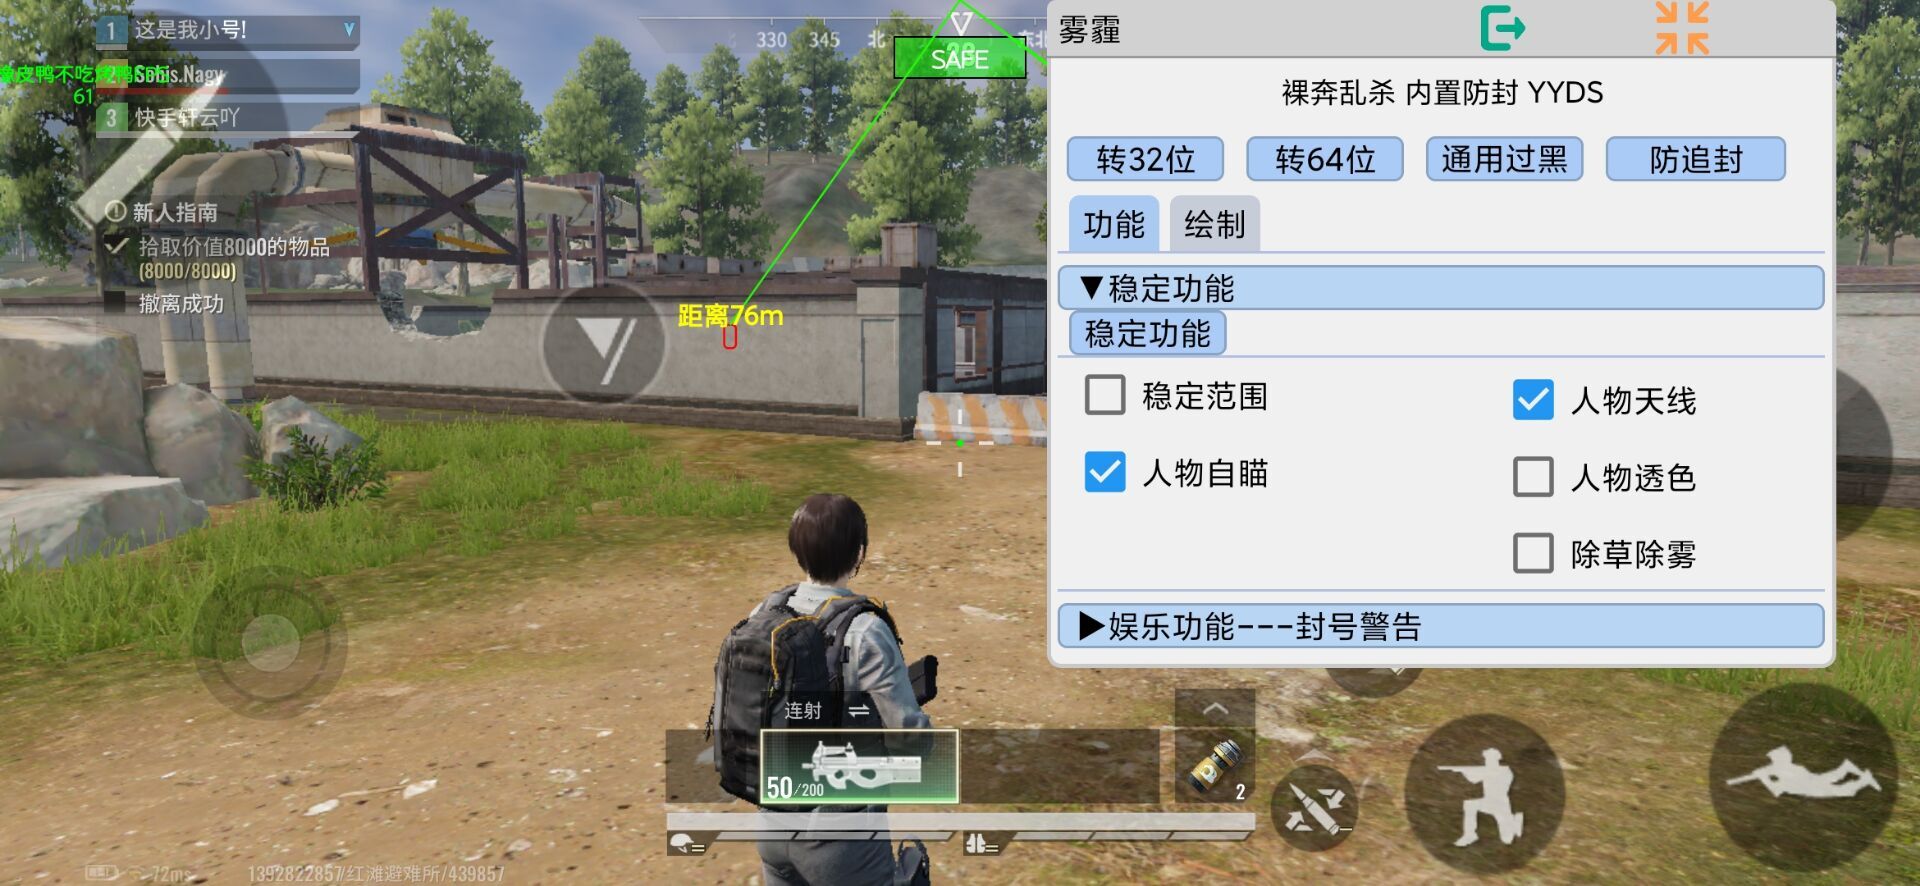 1 这是我小号!
2 Sobis.Nagy
61
3 快手轩云吖
新人指南
拾取价值8000的物品
(8000/8000)
撤离成功
330 345 北
SAFE
距离76m
雾霾
裸奔乱杀 内置防封 YYDS
转32位 转64位 通用过黑 防追封
功能 绘制
▼稳定功能
稳定功能
稳定范围 人物天线
人物自瞄 人物透色
除草除雾
▶娱乐功能---封号警告
连射
50/200
2
72ms 1392822857/红滩避难所/439857